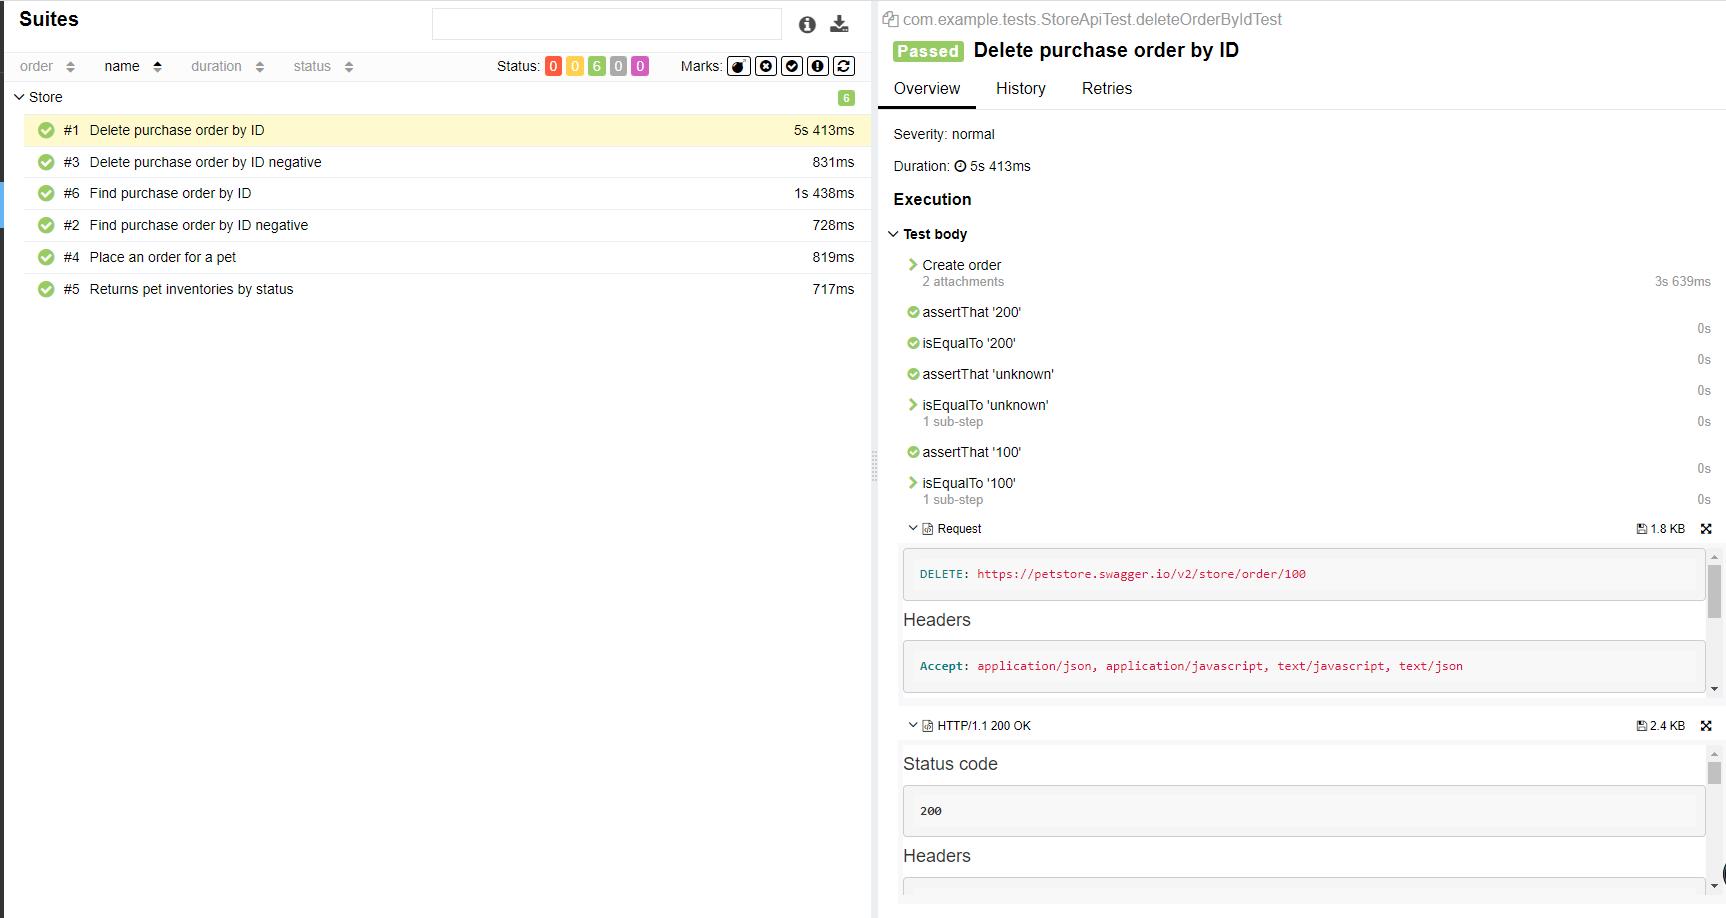 Suites
order name duration status Status: 0 0 6 0 0 Marks:
Store 6
#1 Delete purchase order by ID 5s 413ms
#3 Delete purchase order by ID negative 831ms
#6 Find purchase order by ID 1s 438ms
#2 Find purchase order by ID negative 728ms
#4 Place an order for a pet 819ms
#5 Returns pet inventories by status 717ms
com.example.tests.StoreApiTest.deleteOrderByIdTest
Passed Delete purchase order by ID
Overview History Retries
Severity: normal
Duration: 5s 413ms
Execution
Test body
Create order
2 attachments 3s 639ms
assertThat '200'
0s
isEqualTo '200'
0s
assertThat 'unknown'
0s
isEqualTo 'unknown'
1 sub-step 0s
assertThat '100'
0s
isEqualTo '100'
1 sub-step 0s
Request 1.8 KB
DELETE: https://petstore.swagger.io/v2/store/order/100
Headers
Accept: application/json, application/javascript, text/javascript, text/json
HTTP/1.1 200 OK 2.4 KB
Status code
200
Headers